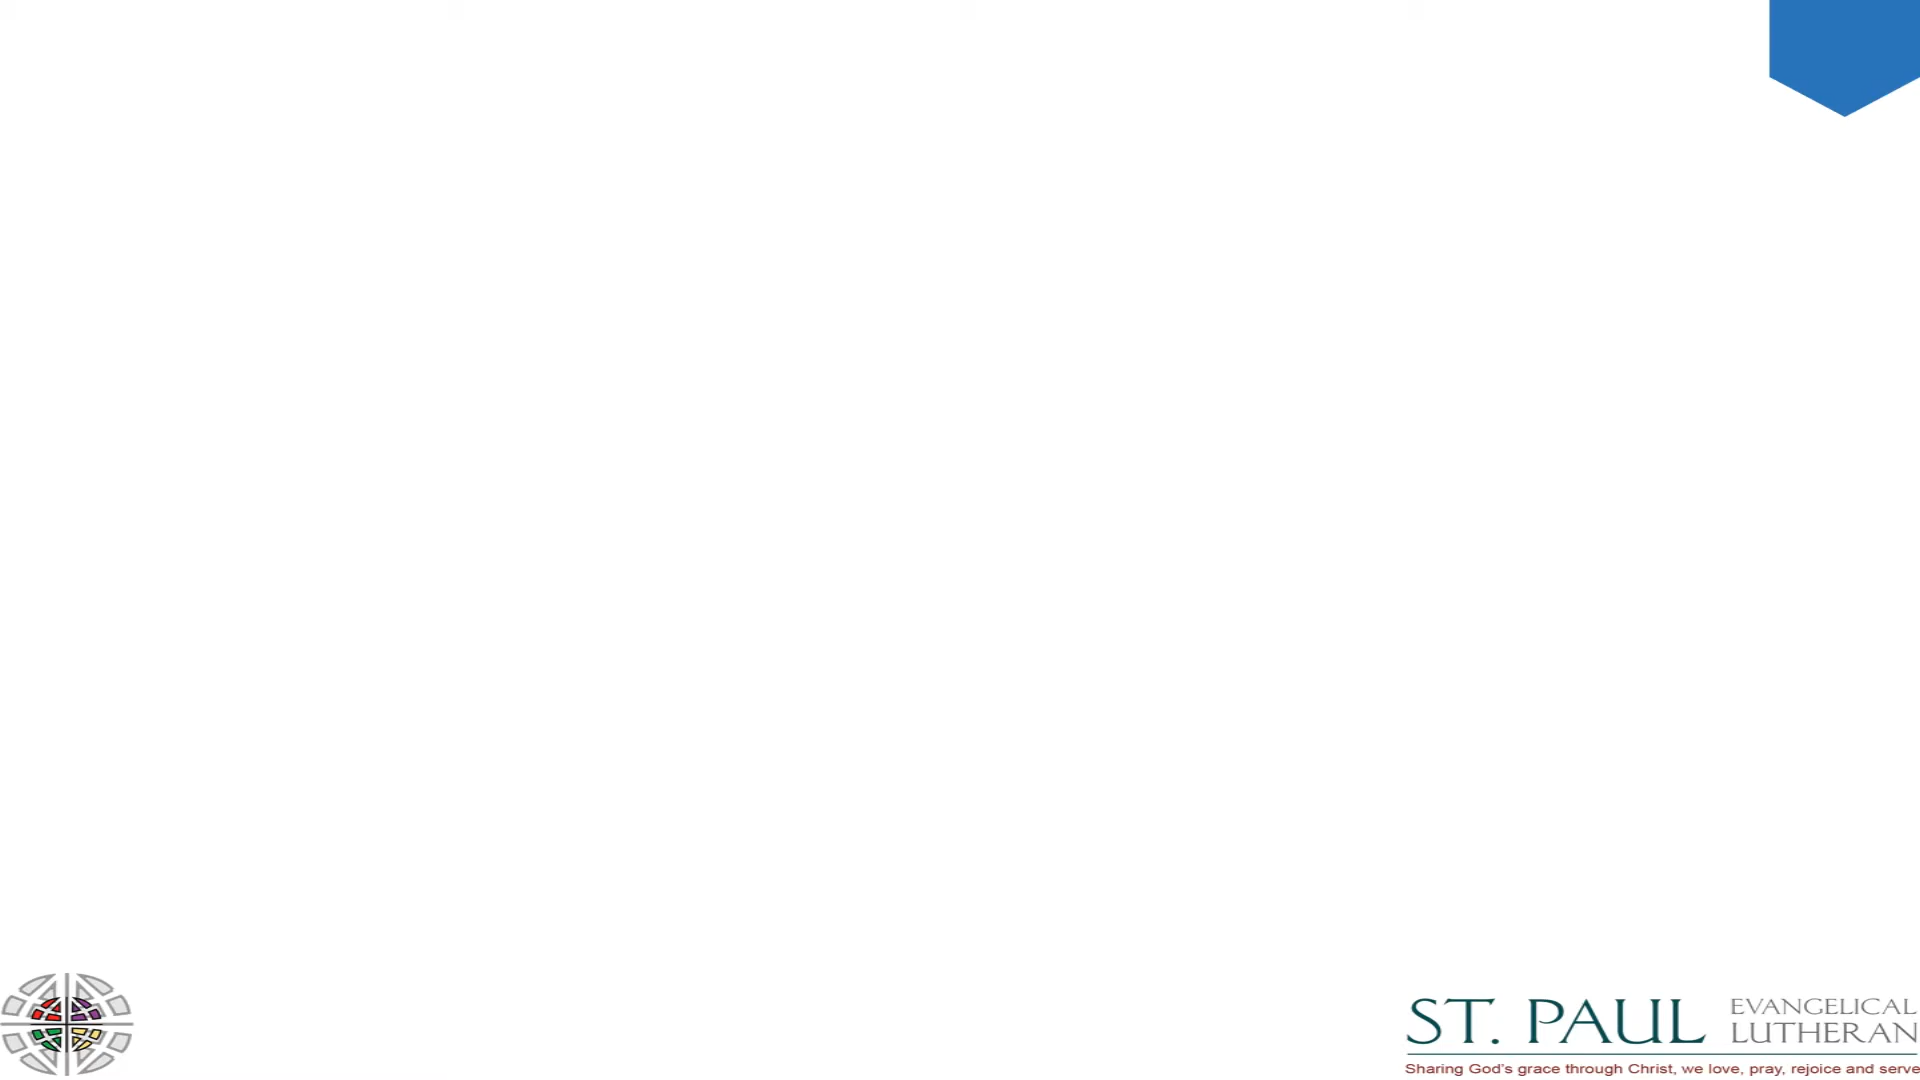 ST. PAUL EVANGELICAL
LUTHERAN
Sharing God's grace through Christ, we love, pray, rejoice and serve